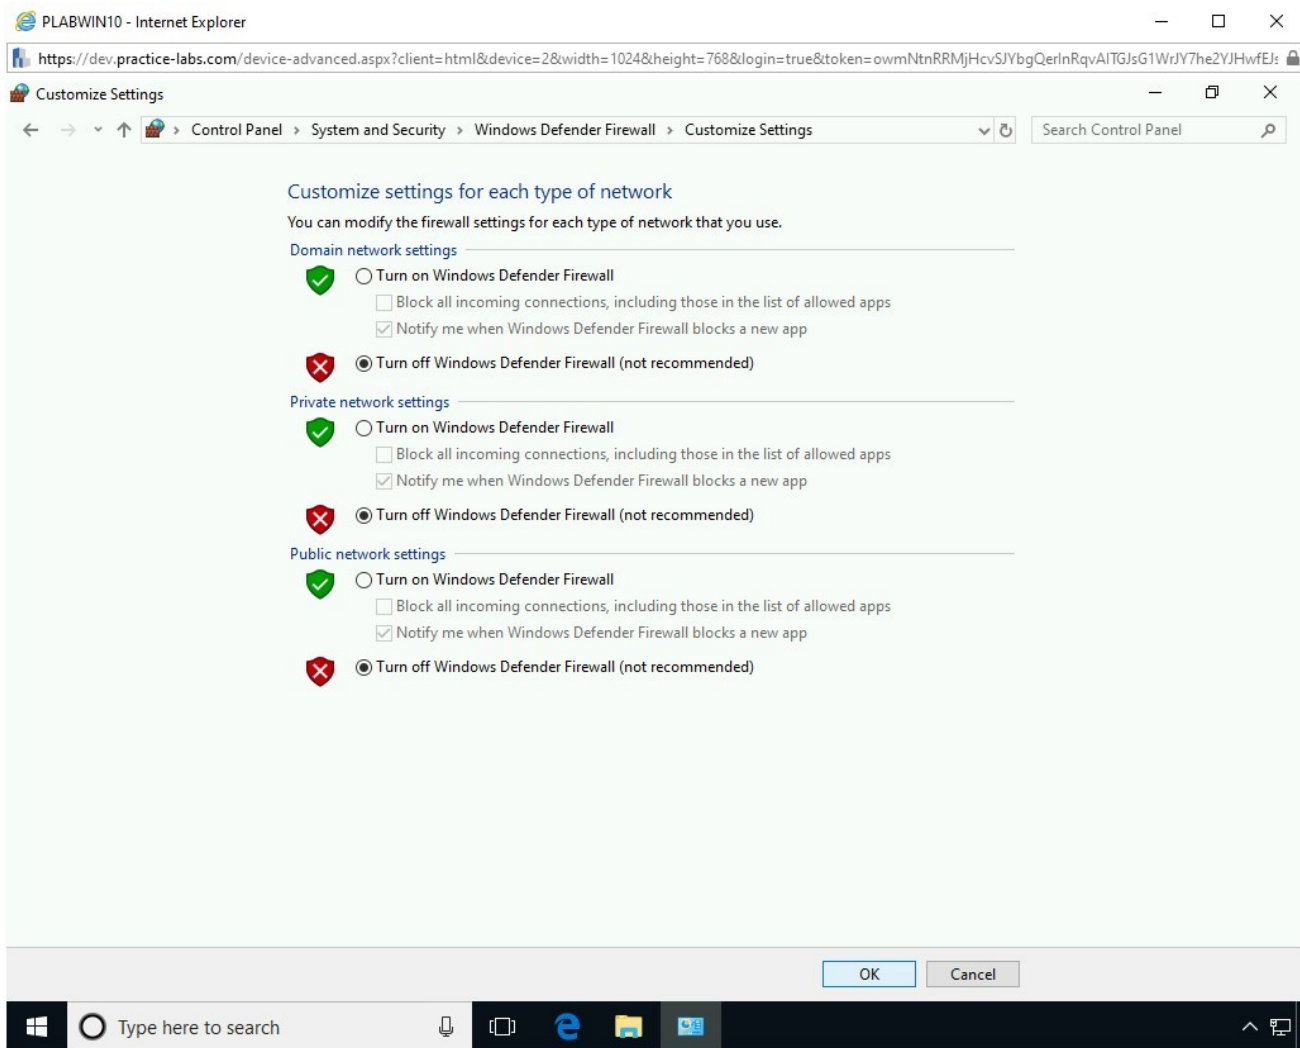 PLABWIN10 - Internet Explorer
https://dev.practice-labs.com/device-advanced.aspx?client=html&device=2&width=1024&height=768&login=true&token=owmNtnRRMjHcvSJYbgQerlnRqvAlTGJsG1WrJY7he2YJHwfEJs
Customize Settings
Control Panel > System and Security > Windows Defender Firewall > Customize Settings
Search Control Panel
Customize settings for each type of network
You can modify the firewall settings for each type of network that you use.
Domain network settings
Turn on Windows Defender Firewall
Block all incoming connections, including those in the list of allowed apps
Notify me when Windows Defender Firewall blocks a new app
Turn off Windows Defender Firewall (not recommended)
Private network settings
Turn on Windows Defender Firewall
Block all incoming connections, including those in the list of allowed apps
Notify me when Windows Defender Firewall blocks a new app
Turn off Windows Defender Firewall (not recommended)
Public network settings
Turn on Windows Defender Firewall
Block all incoming connections, including those in the list of allowed apps
Notify me when Windows Defender Firewall blocks a new app
Turn off Windows Defender Firewall (not recommended)
OK
Cancel
Type here to search